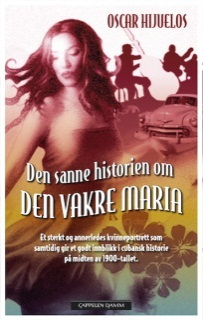 OSCAR HIJUELOS
Den sanne historien om
DEN VAKRE MARIA
Et sterkt og annerledes kvinneportrett som
samtidig gir et godt innblikk i cubansk historie
på midten av 1900-tallet.
CAPPELEN DAMM